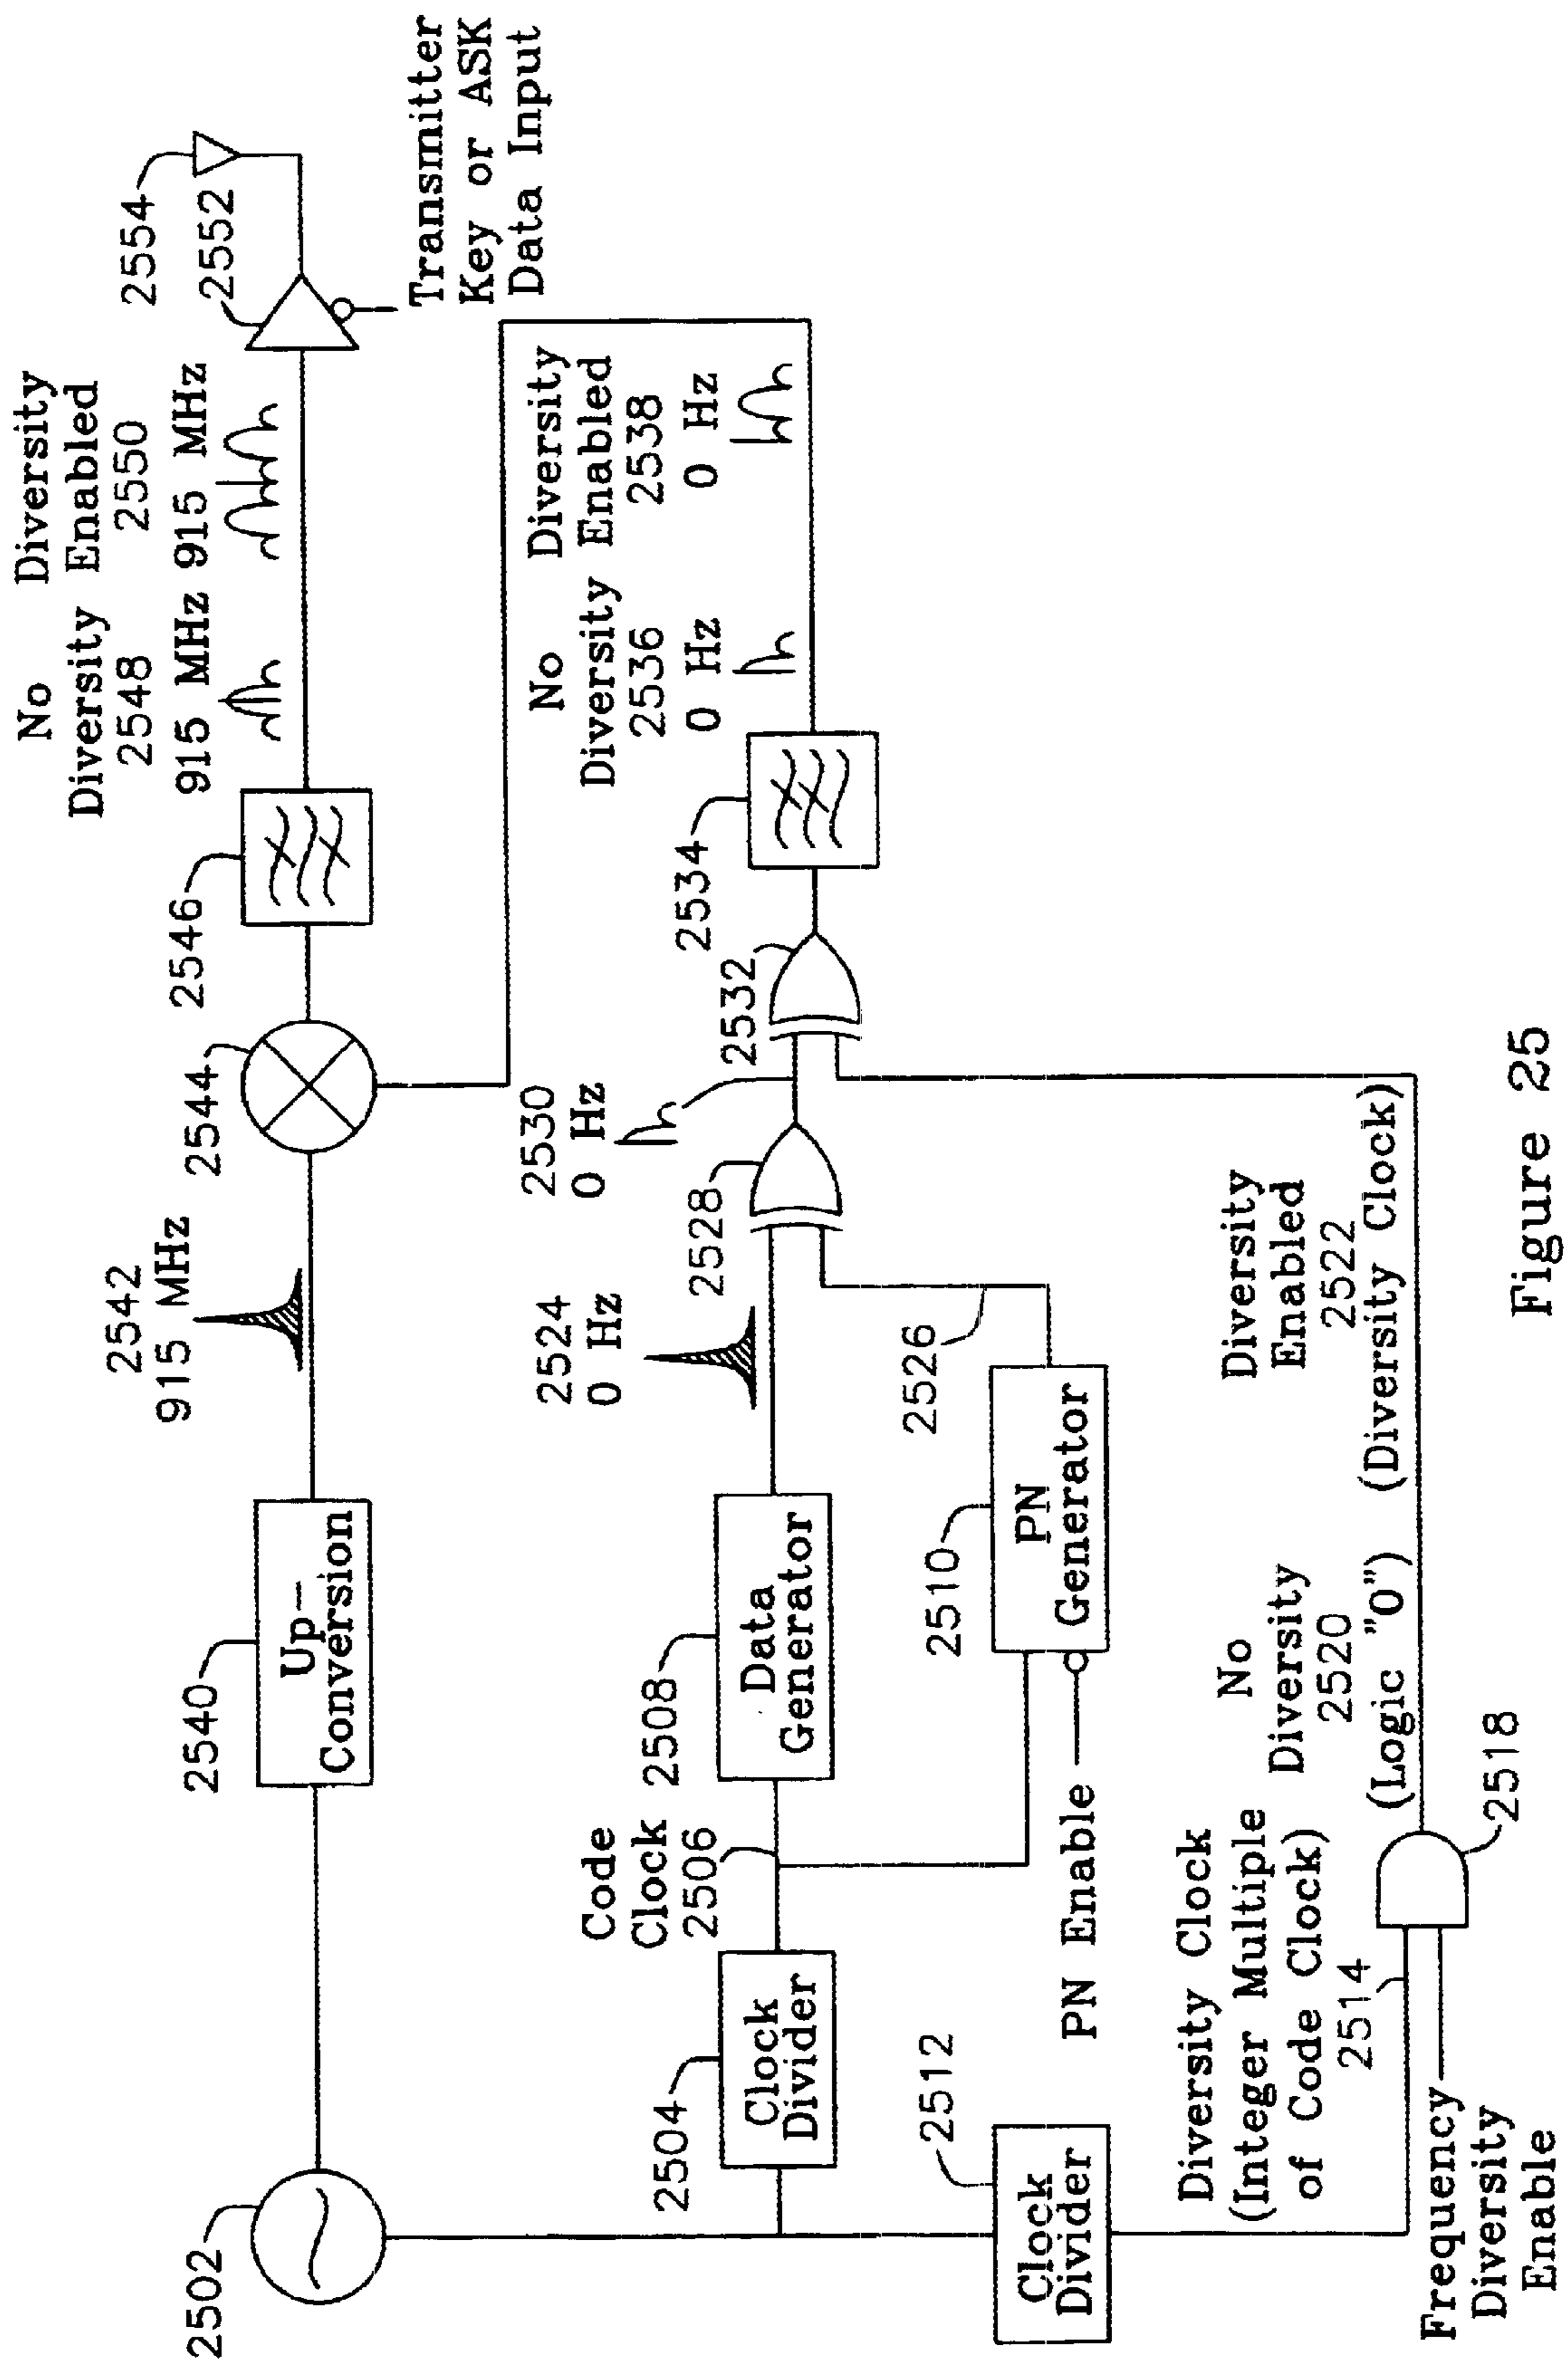 No
Diversity
Diversity Enabled
2548
2550
915 MHz 915 MHz
2554
2552
Transmitter
Key or ASK
Data Input
2502
2540
Up-
Conversion
2542
915 MHz
2544
2546
No
Diversity
Diversity Enabled
2536
2538
0 Hz
0 Hz
2504
Clock
Divider
Code
Clock
2506
2508
Data
Generator
2524
0 Hz
2528
2530
0 Hz
2532
2534
2512
Clock
Divider
PN Enable
2510
PN
Generator
2526
Diversity Clock
(Integer Multiple
of Code Clock)
2514
Frequency
Diversity
Enable
2518
No
Diversity
2520
(Logic "0")
Diversity
Enabled
2522
(Diversity Clock)
Figure 25